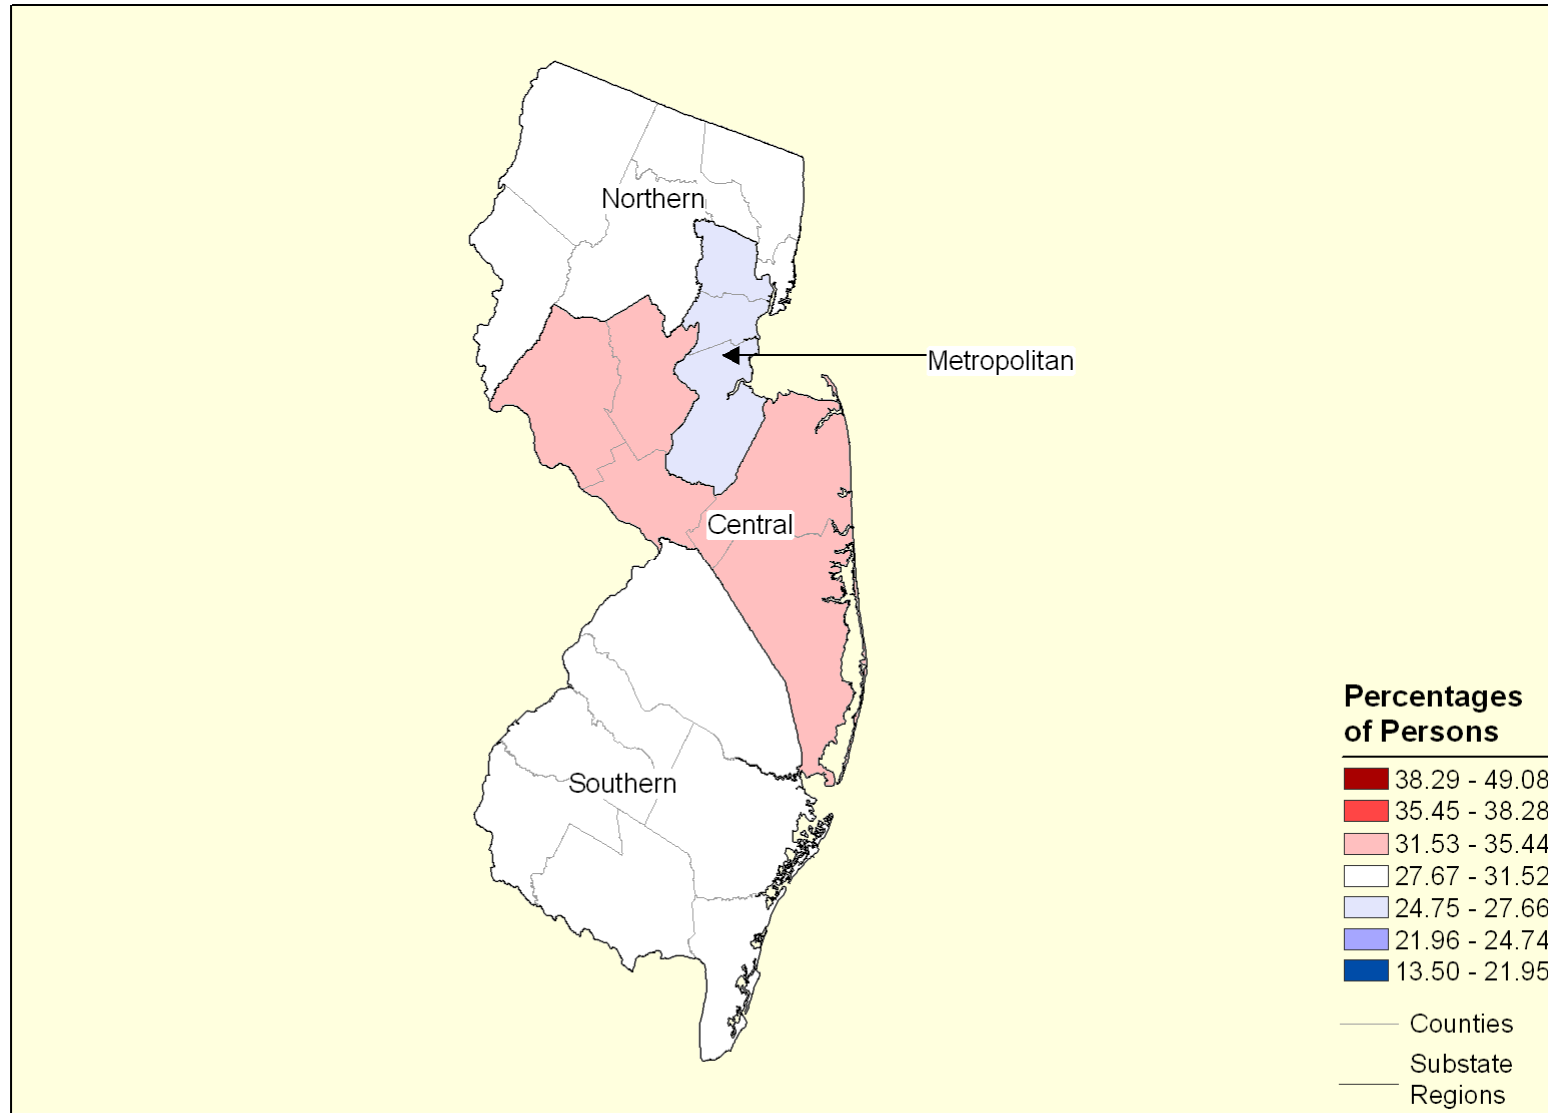 Northern
Metropolitan
Central
Southern
Percentages
of Persons
38.29 - 49.08
35.45 - 38.28
31.53 - 35.44
27.67 - 31.52
24.75 - 27.66
21.96 - 24.74
13.50 - 21.95
Counties
Substate
Regions